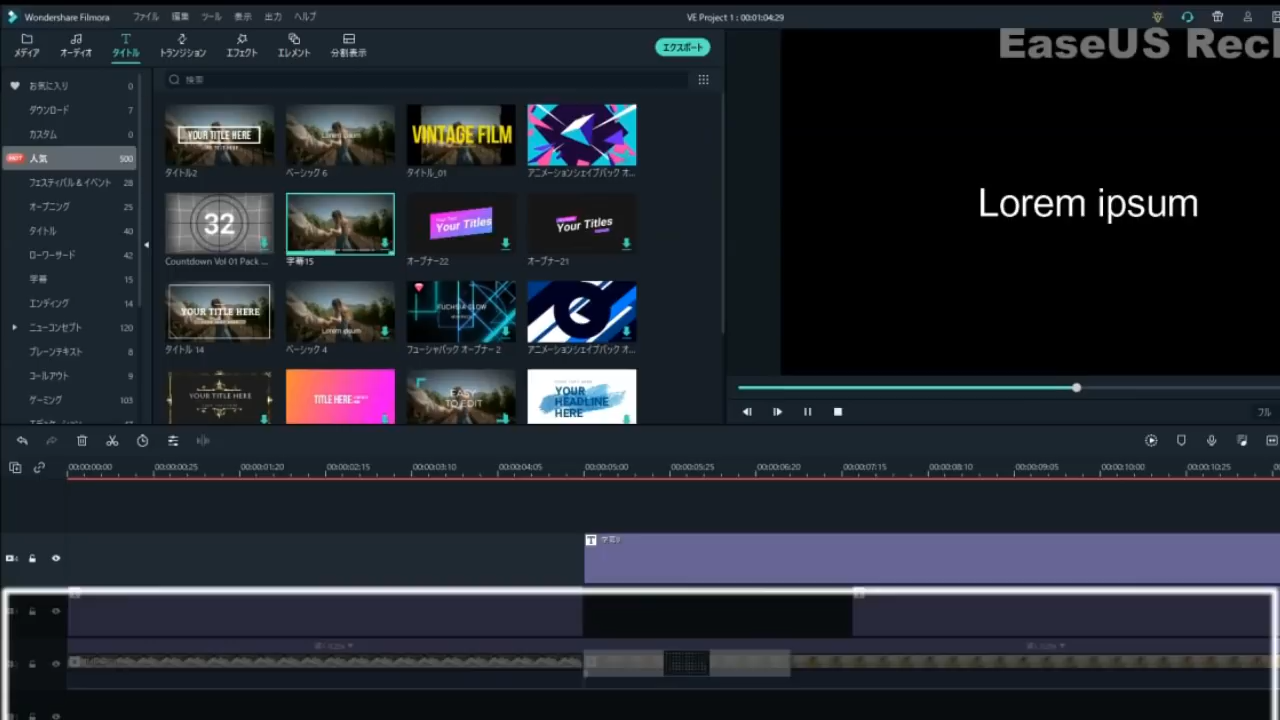 Wondershare Filmora ファイル 編集 ツール 表示 出力 ヘルプ VE Project 1 : 00:01:04:29
メディア オーディオ タイトル トランジション エフェクト エレメント 分割表示 エクスポート
EaseUS Rec
お気に入り 0
ダウンロード 7
カスタム 0
HOT 人気 500
フェスティバル & イベント 28
オープニング 25
タイトル 40
ローワーサード 42
字幕 15
エンディング 14
ニューコンセプト 120
プレーンテキスト 8
コールアウト 9
ゲーミング 103
検索
YOUR TITLE HERE
Lorem ipsum
VINTAGE FILM
タイトル2 ベーシック 6 タイトル_01 アニメーションシェイプパック オ...
32
Your Titles
Your Titles
Countdown Vol 01 Pack ... 字幕15 オープナー22 オープナー21
YOUR TITLE HERE
Lorem ipsum
FUCHSIA GLOW
タイトル 14 ベーシック 4 フューシャパック オープナー 2 アニメーションシェイプパック オ...
YOUR TITLE HERE
TITLE HERE
EASY TO EDIT
YOUR
HEADLINE
HERE
Lorem ipsum
フル
00:00:00:00 00:00:00:25 00:00:01:20 00:00:02:15 00:00:03:10 00:00:04:05 00:00:05:00 00:00:05:25 00:00:06:20 00:00:07:15 00:00:08:10 00:00:09:05 00:00:10:00 00:00:10:25
T